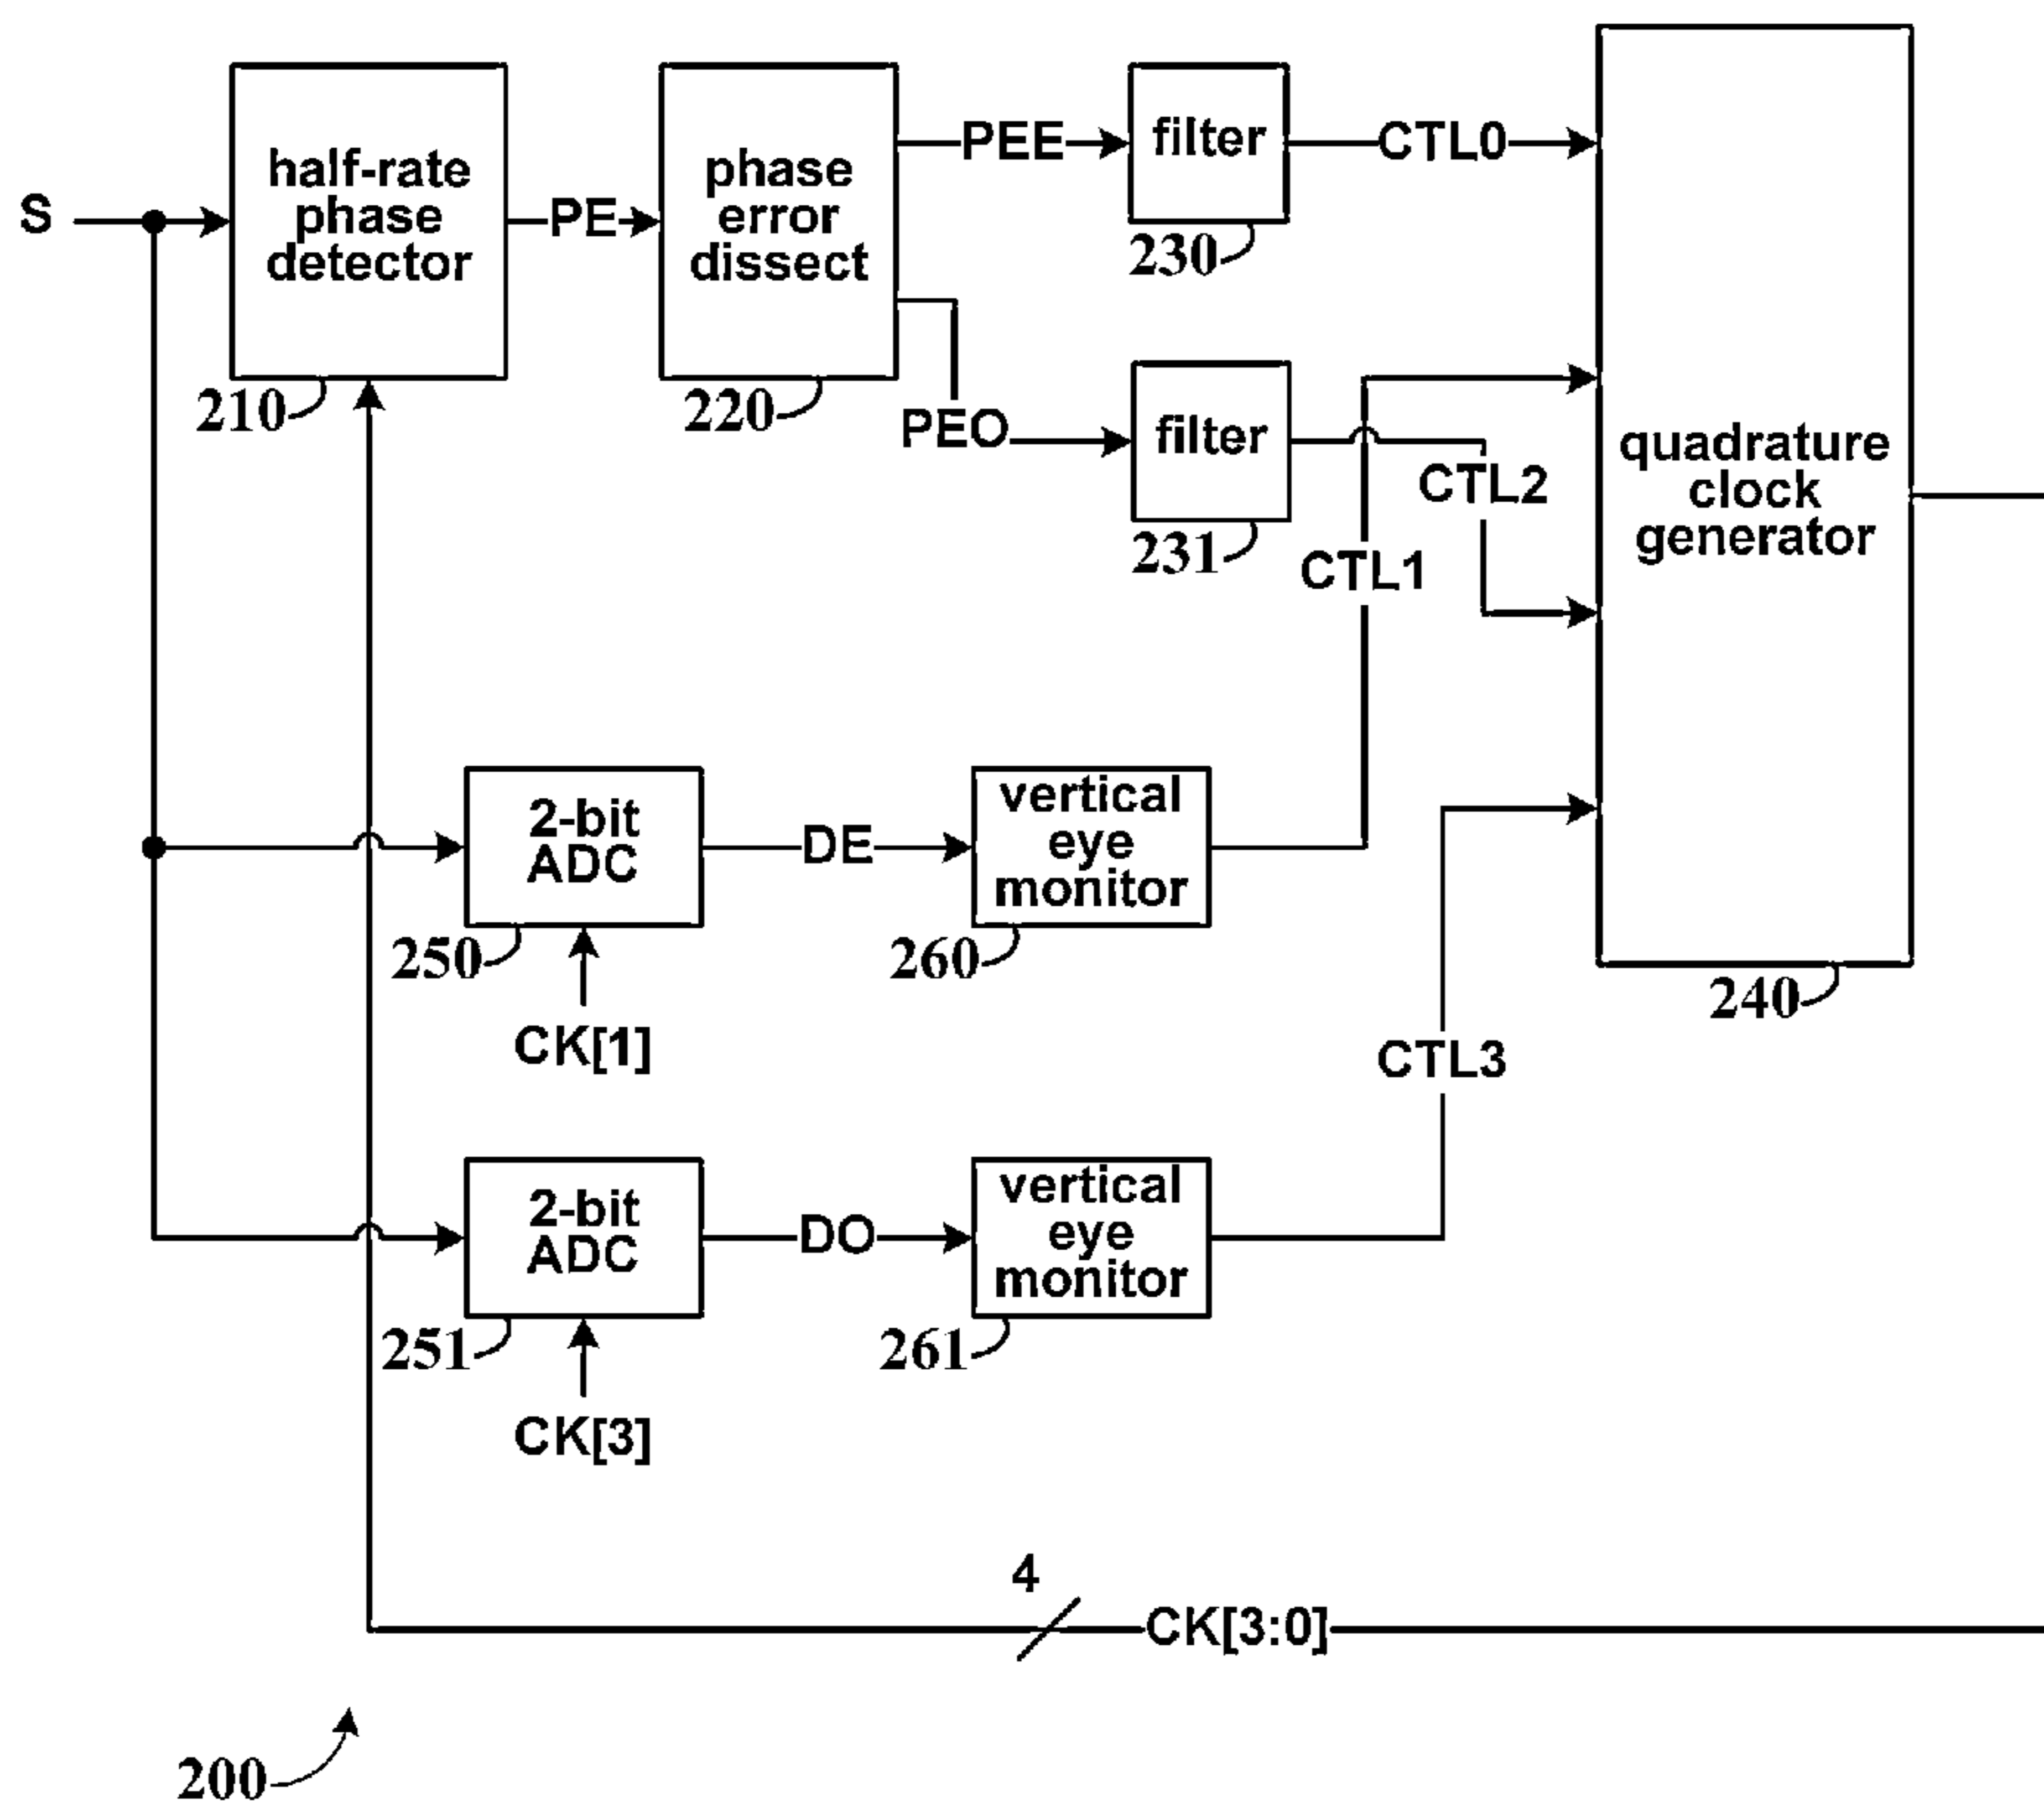 S
half-rate
phase
detector
210
PE
phase
error
dissect
220
PEE
filter
230
CTL0
PEO
filter
231
CTL2
CTL1
quadrature
clock
generator
240
2-bit
ADC
250
CK[1]
DE
vertical
eye
monitor
260
CTL3
2-bit
ADC
251
CK[3]
DO
vertical
eye
monitor
261
4
CK[3:0]
200